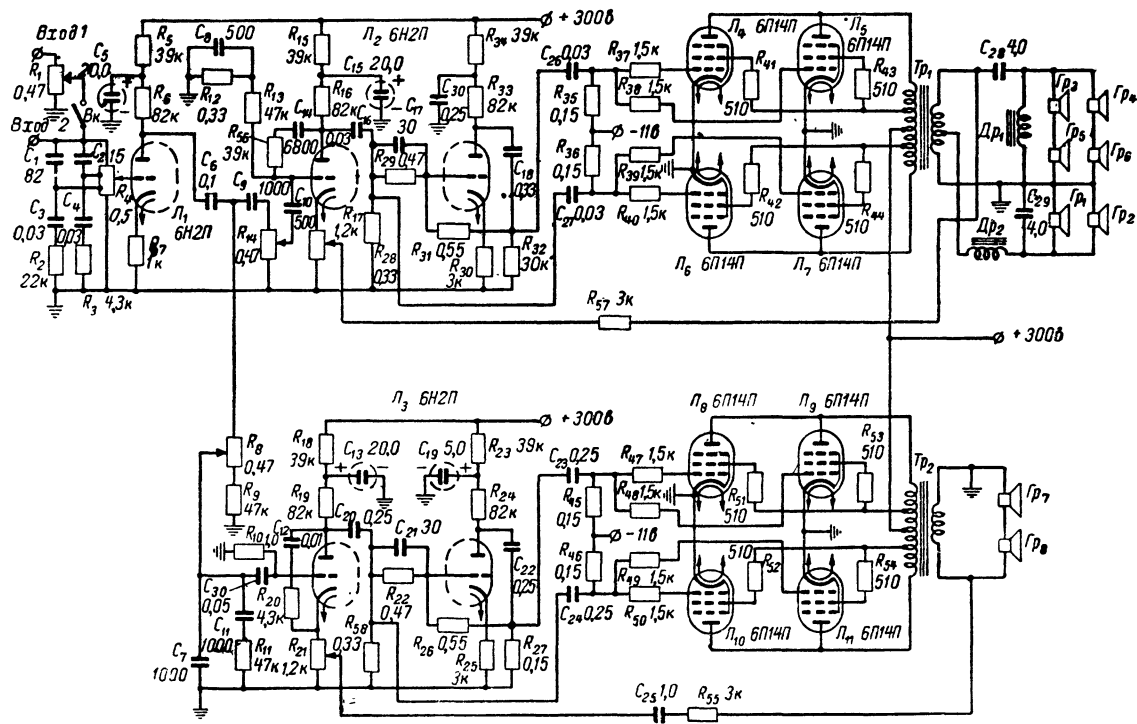 Вход 1
C5
20,0
R1
0,47
Вк
Вход 2
C1
82
C2 15
C3
0,03
C4
0,03
R2
22к
R3 4,3к
R4
0,5
Л1
6Н2П
R5
39к
R6
82к
R7
1к
C6
0,1
C8 500
R12
0,33
R13
47к
R56
39к
C9
1000
C10
500
R14
0,47
R15
39к
Л2 6Н2П
C15 20,0
R16
82к
C14
6800
C16
0,03
R17
1,2к
C17
30
R29 0,47
R28
0,33
R31 0,55
R30
3к
R32
30к
R34 39к
C30
0,25
R33
82к
C18
0,33
+ 300в
C26 0,03
R35
0,15
R36
0,15
C27 0,03
R37 1,5к
R38 1,5к
– 11в
R39 1,5к
R40 1,5к
Л4 6П14П
Л5
6П14П
R41
510
R43
510
R42
510
R44
510
Л6 6П14П
Л7 6П14П
Тр1
C28 4,0
Др1
C29
4,0
Др2
Гр3
Гр4
Гр5
Гр6
Гр1
Гр2
R57 3к
+ 300в
Л3 6Н2П
+ 300в
R8
0,47
R9
47к
R10 1,0
C30
0,05
C11
1000
R11
47к
C7
1000
R18
39к
C13 20,0
C19 5,0
R23 39к
R19
82к
C12
0,01
C20 0,25
C21 30
R24
82к
C22
0,25
R20
4,3к
R21
1,2к
R22
0,47
R58
0,33
R26 0,55
R25
3к
R27
0,15
C23 0,25
R45
0,15
R46
0,15
C24 0,25
R47 1,5к
R48 1,5к
– 11в
R49 1,5к
R50 1,5к
Л8 6П14П
Л9 6П14П
R51
510
R53
510
R52
510
R54
510
Л10 6П14П
Л11 6П14П
Тр2
Гр7
Гр8
C25 1,0
R55 3к